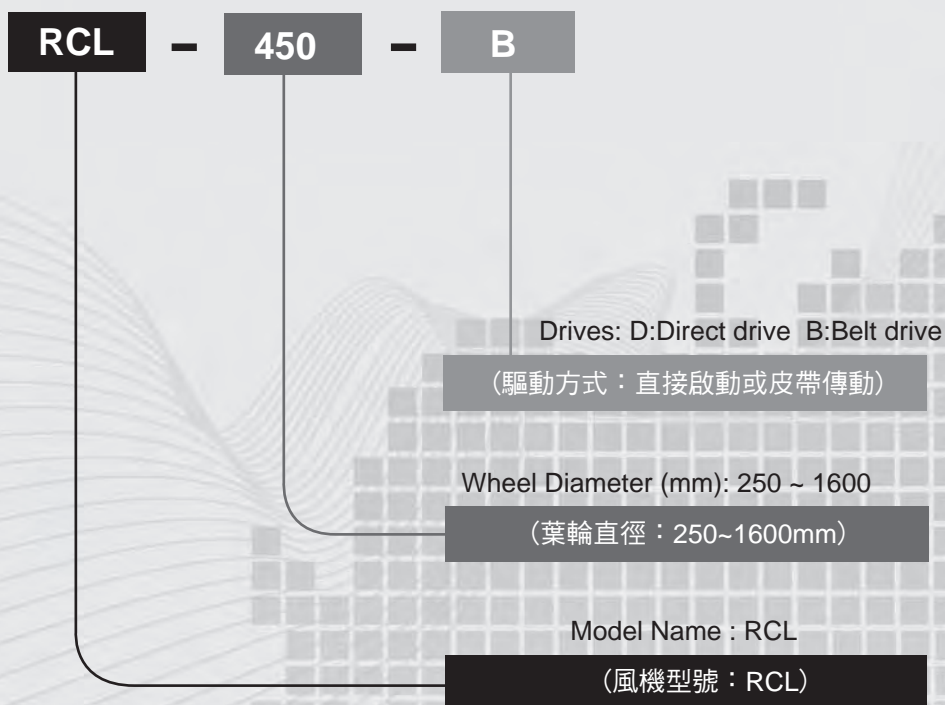 RCL - 450 - B
Drives: D:Direct drive B:Belt drive
（驅動方式：直接啟動或皮帶傳動）
Wheel Diameter (mm): 250 ~ 1600
（葉輪直徑：250~1600mm）
Model Name : RCL
（風機型號：RCL）